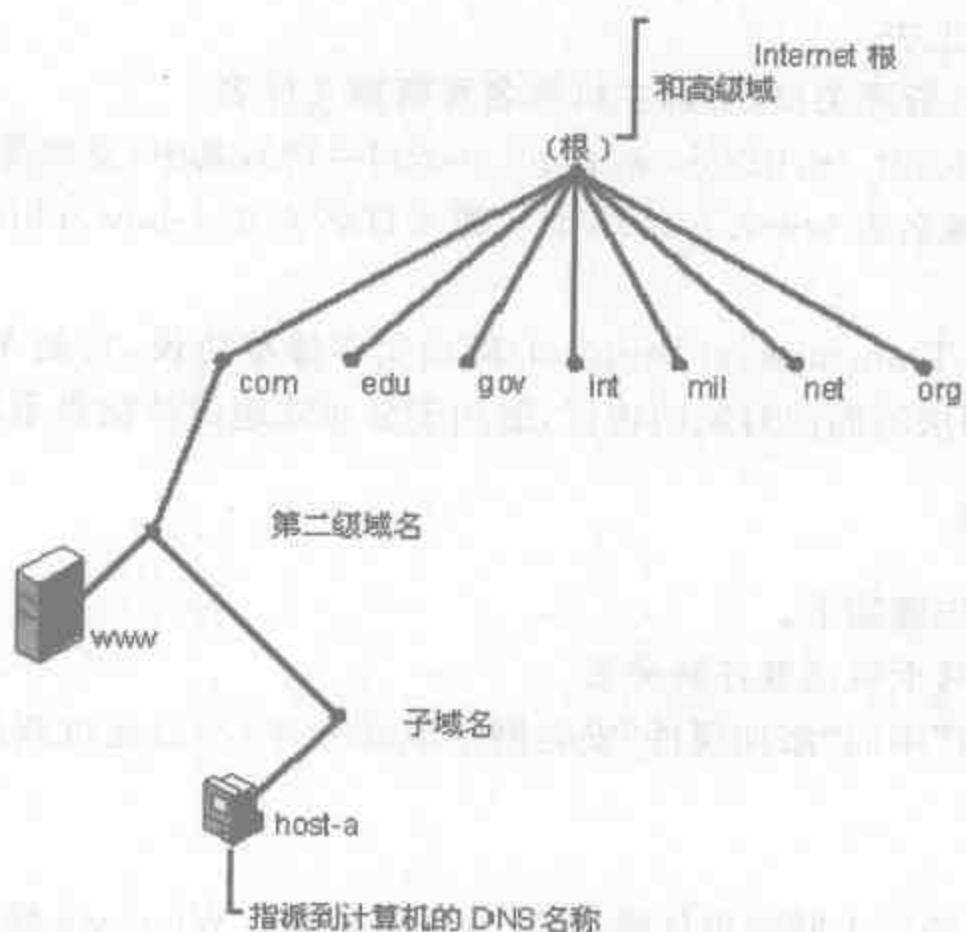 Internet 根
和高级域
（根）
com edu gov int mil net org
第二级域名
www
子域名
host-a
指派到计算机的 DNS 名称